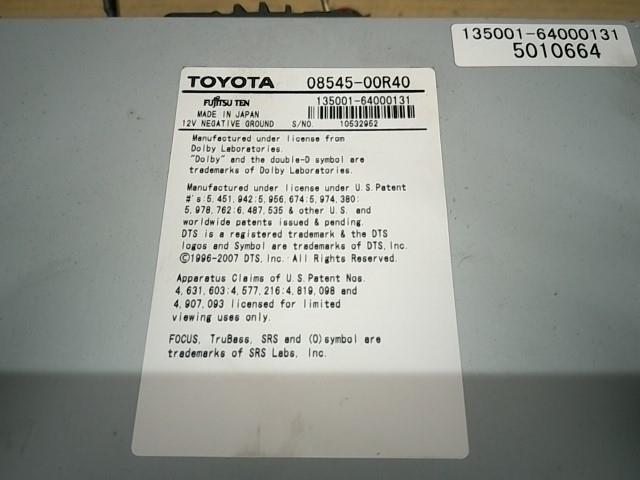 135001-64000131
5010664
TOYOTA 08545-00R40
FUJITSU TEN 135001-64000131
MADE IN JAPAN
12V NEGATIVE GROUND S/NO. 10532952
Manufactured under license from
Dolby Laboratories.
"Dolby" and the double-D symbol are
trademarks of Dolby Laboratories.
Manufactured under license under U.S.Patent
#'s:5,451,942;5,956,674;5,974,380;
5,978,762;6,487,535 & other U.S. and
worldwide patents issued & pending.
DTS is a registered trademark & the DTS
logos and Symbol are trademarks of DTS,Inc.
©1996-2007 DTS,Inc. All Rights Reserved.
Apparatus Claims of U.S.Patent Nos.
4,631,603;4,577,216;4,819,098 and
4,907,093 licensed for limited
viewing uses only.
FOCUS, TruBass, SRS and (O)symbol are
trademarks of SRS Labs, Inc.